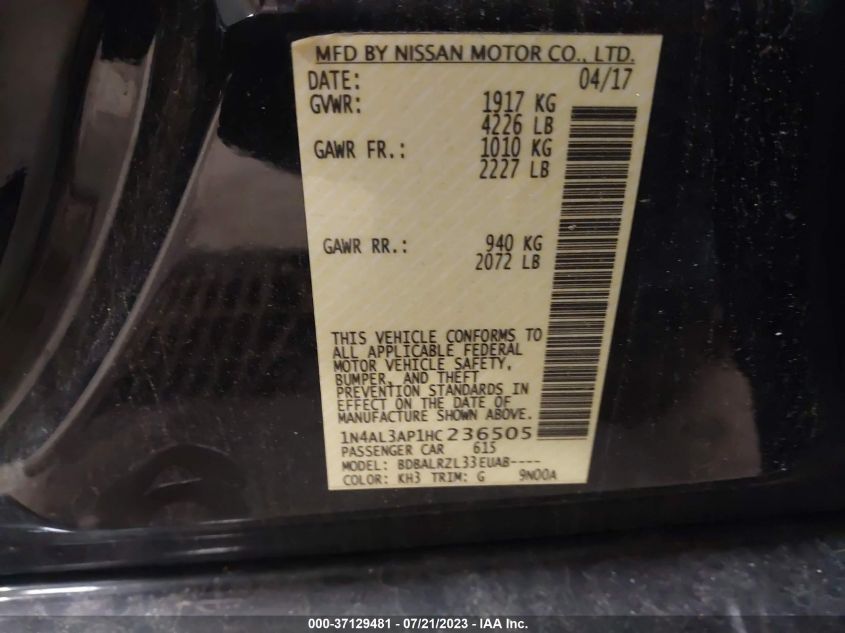 MFD BY NISSAN MOTOR CO., LTD.
DATE: 04/17
GVWR: 1917 KG
4226 LB
GAWR FR.: 1010 KG
2227 LB
GAWR RR.: 940 KG
2072 LB
THIS VEHICLE CONFORMS TO
ALL APPLICABLE FEDERAL
MOTOR VEHICLE SAFETY,
BUMPER, AND THEFT
PREVENTION STANDARDS IN
EFFECT ON THE DATE OF
MANUFACTURE SHOWN ABOVE.
1N4AL3AP1HC236505
PASSENGER CAR 615
MODEL: BDBALRZL33EUAB----
COLOR: KH3 TRIM: G 9N00A
000-37129481 - 07/21/2023 - IAA Inc.